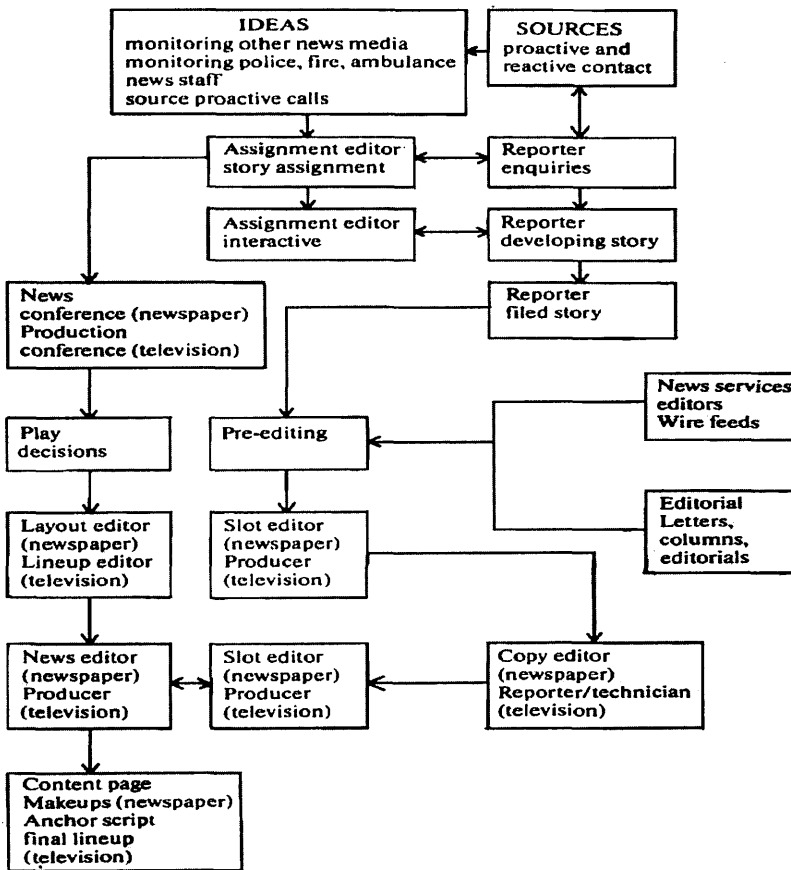 IDEAS
monitoring other news media
monitoring police, fire, ambulance
news staff
source proactive calls
SOURCES
proactive and
reactive contact
Assignment editor
story assignment
Reporter
enquiries
Assignment editor
interactive
Reporter
developing story
News
conference (newspaper)
Production
conference (television)
Reporter
filed story
News services
editors
Wire feeds
Play
decisions
Pre-editing
Editorial
Letters,
columns,
editorials
Layout editor
(newspaper)
Lineup editor
(television)
Slot editor
(newspaper)
Producer
(television)
News editor
(newspaper)
Producer
(television)
Slot editor
(newspaper)
Producer
(television)
Copy editor
(newspaper)
Reporter/technician
(television)
Content page
Makeups (newspaper)
Anchor script
final lineup
(television)